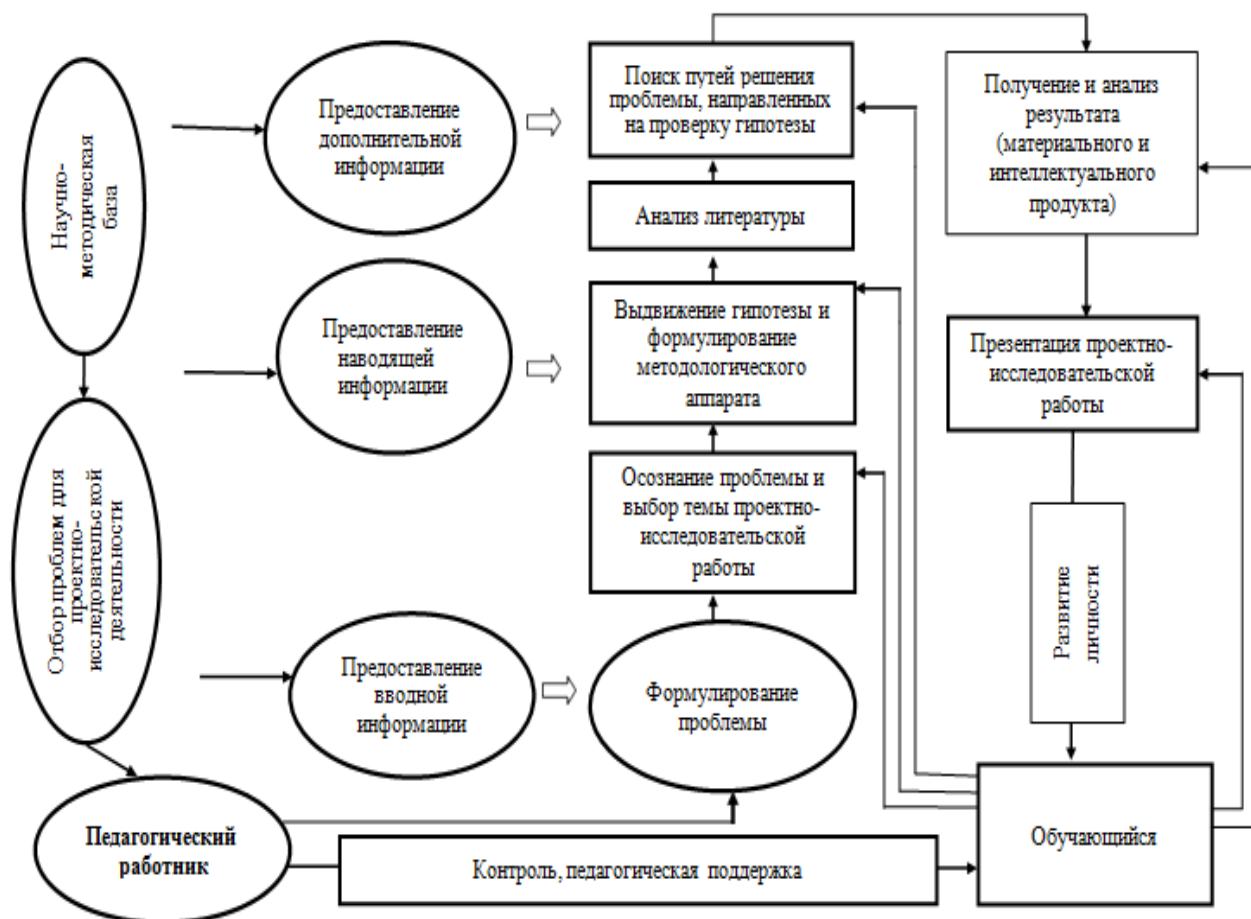 Научно-
методическая
база
Отбор проблем для
проектно-
исследовательской
деятельности
Педагогический
работник
Предоставление
дополнительной
информации
Предоставление
наводящей
информации
Предоставление
вводной
информации
Поиск путей решения
проблемы, направленных
на проверку гипотезы
Анализ литературы
Выдвижение гипотезы и
формулирование
методологического
аппарата
Осознание проблемы и
выбор темы проектно-
исследовательской
работы
Формулирование
проблемы
Контроль, педагогическая поддержка
Получение и анализ
результата
(материального и
интеллектуального
продукта)
Презентация проектно-
исследовательской
работы
Развитие
личности
Обучающийся